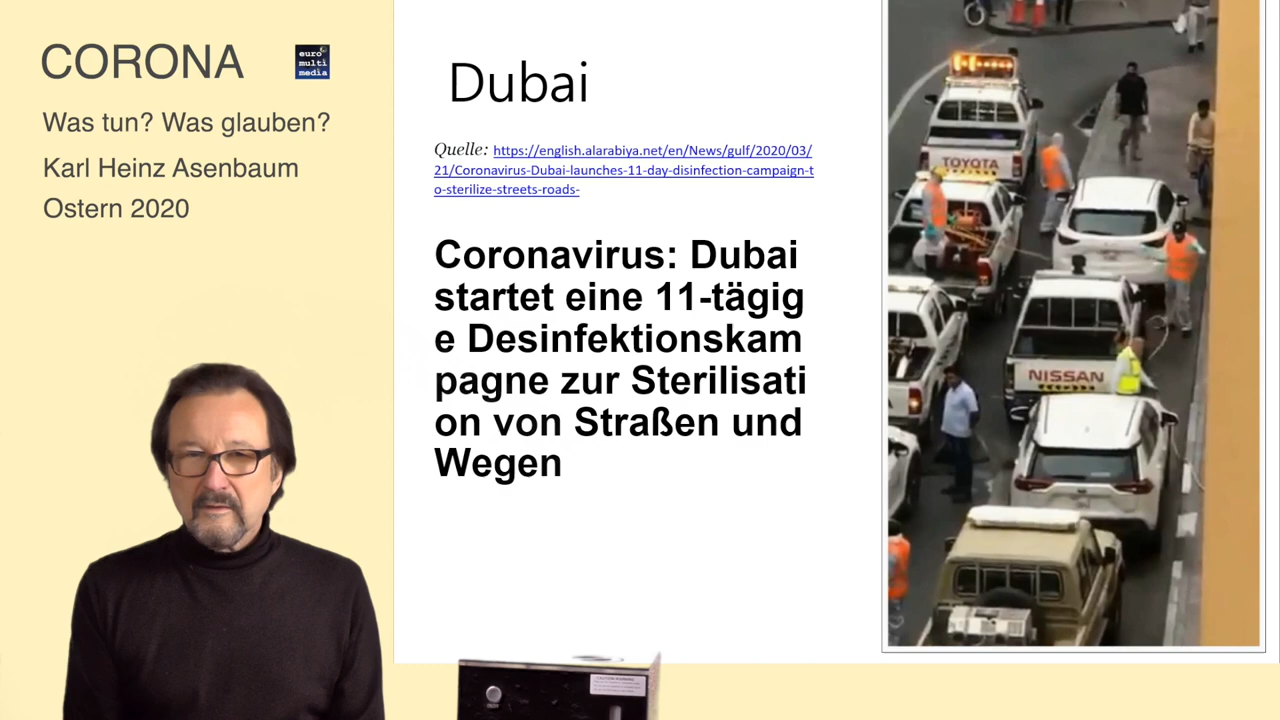 CORONA
euro
multi
media
Was tun? Was glauben?
Karl Heinz Asenbaum
Ostern 2020
Dubai
Quelle: https://english.alarabiya.net/en/News/gulf/2020/03/
21/Coronavirus-Dubai-launches-11-day-disinfection-campaign-t
o-sterilize-streets-roads-
Coronavirus: Dubai
startet eine 11-tägig
e Desinfektionskam
pagne zur Sterilisati
on von Straßen und
Wegen
TOYOTA
NISSAN